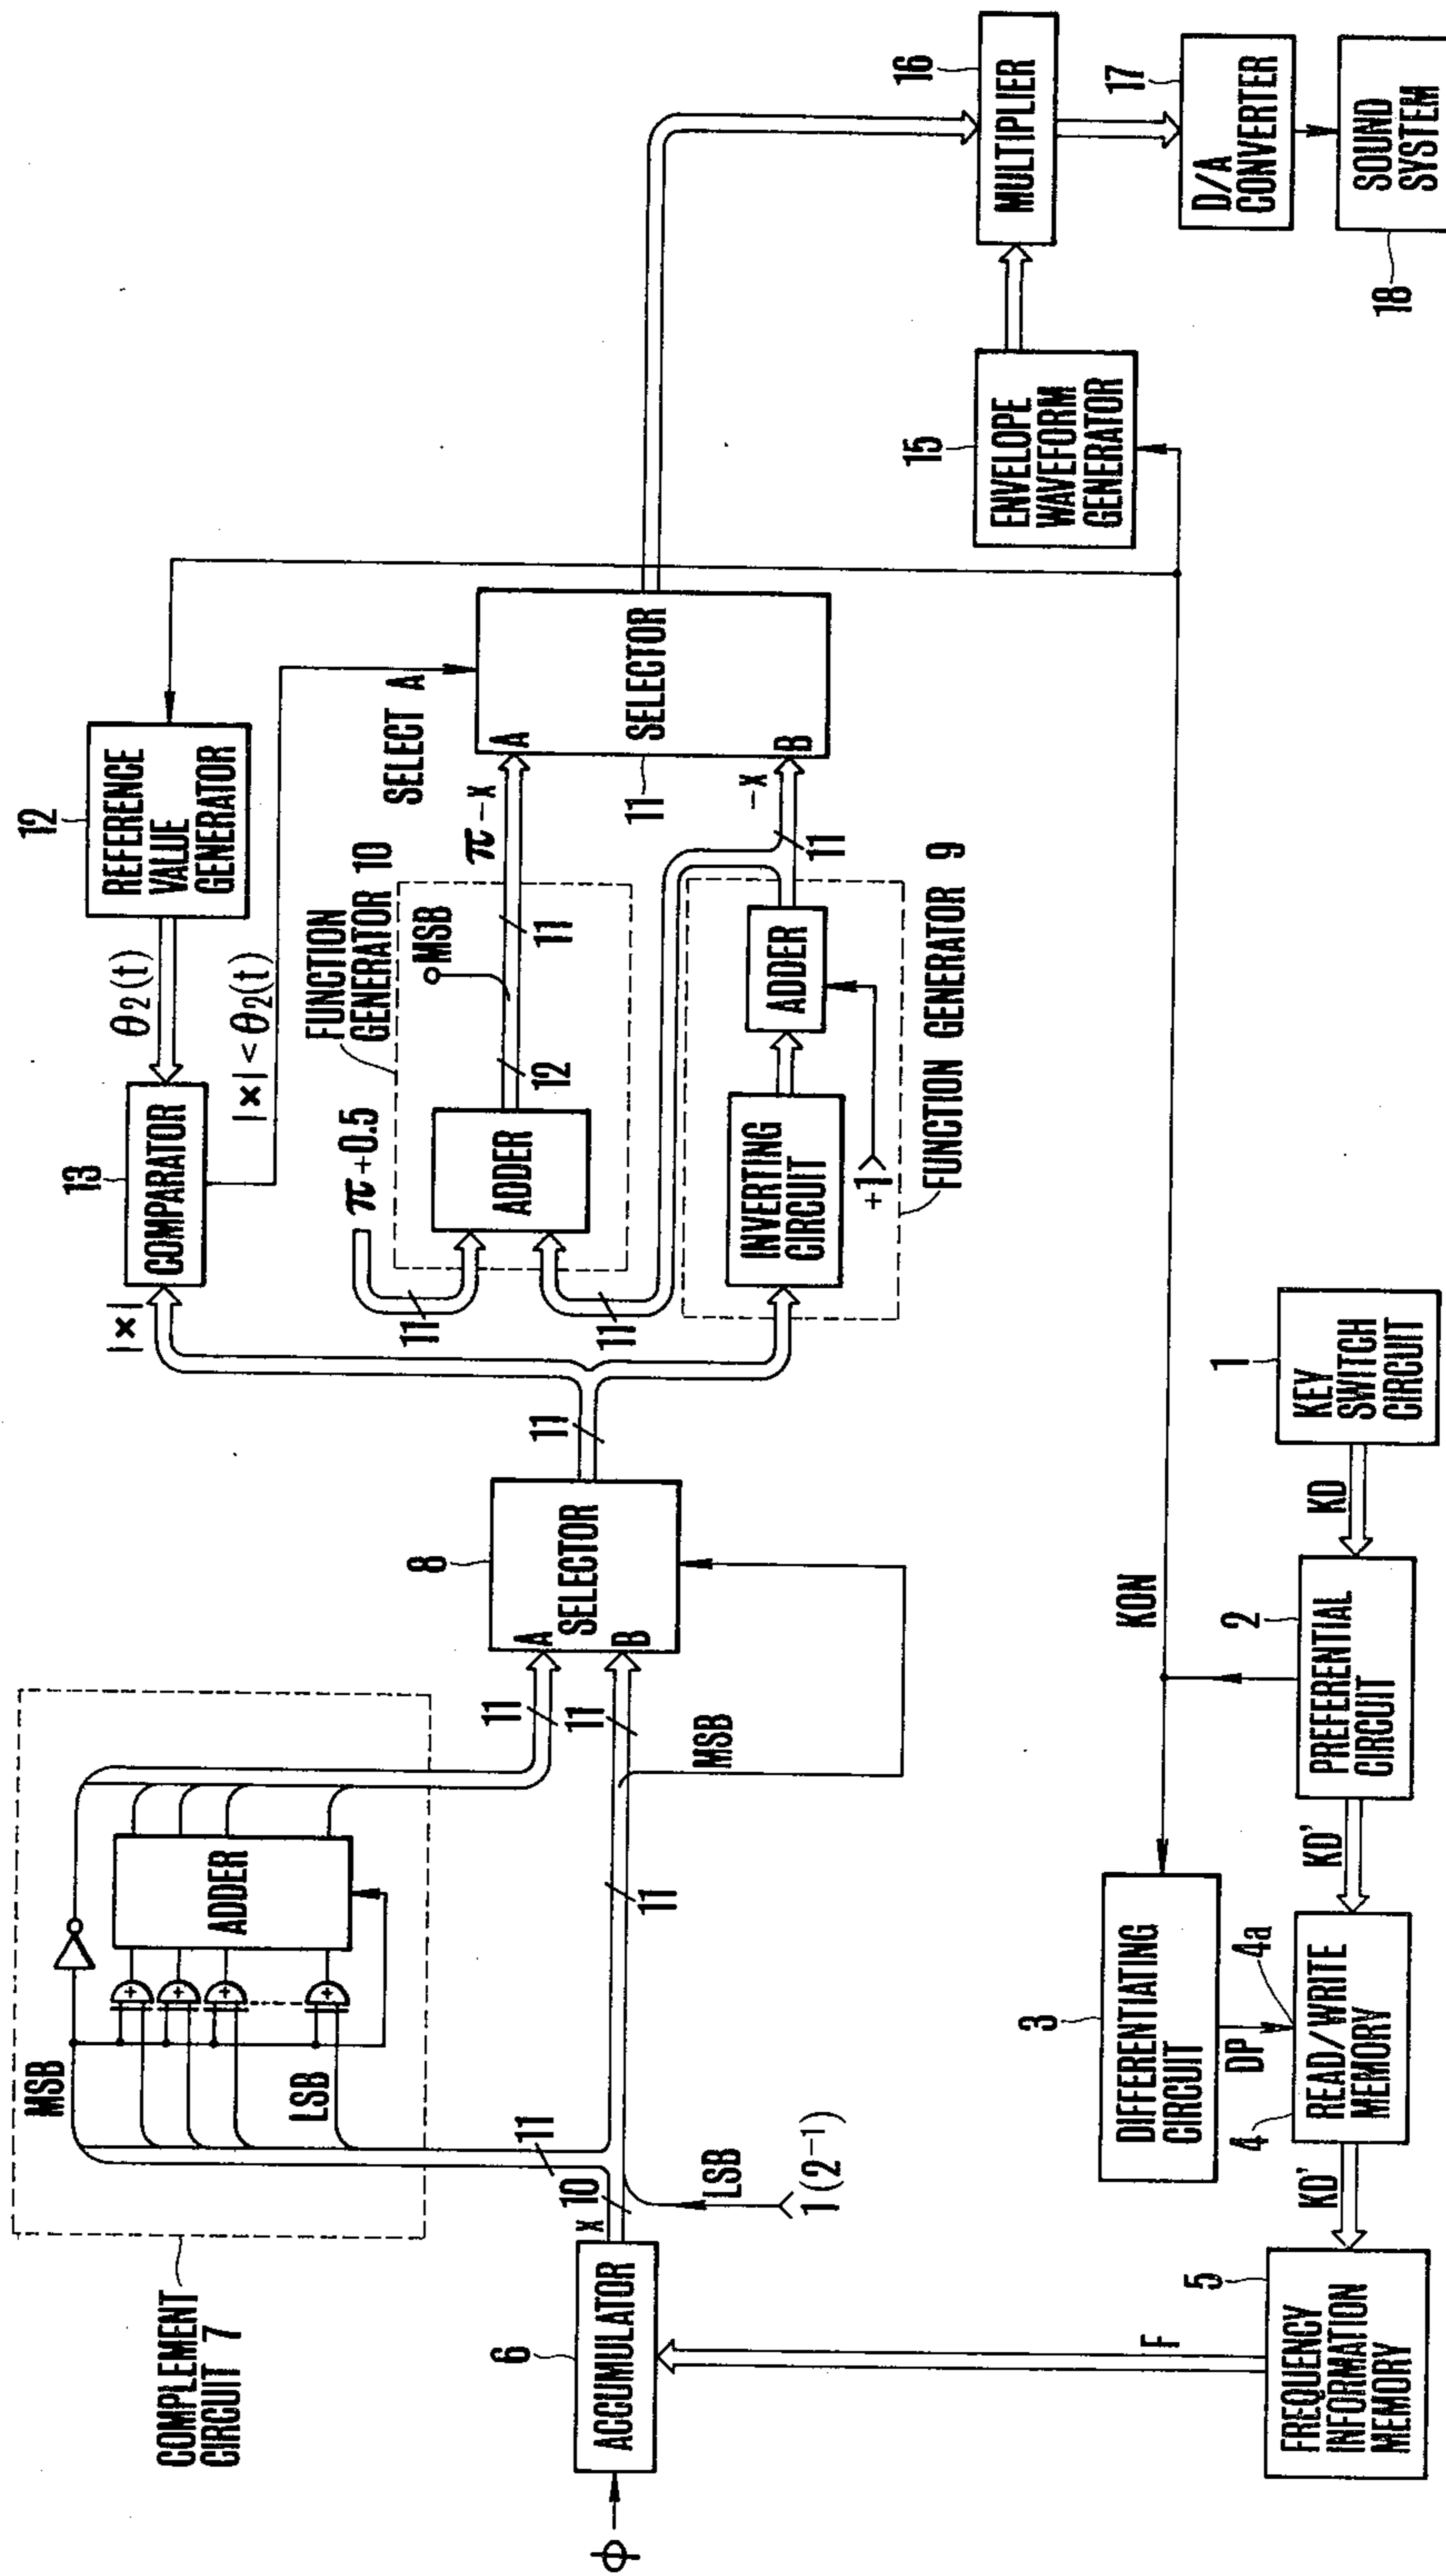 COMPLEMENT
CIRCUIT 7
MSB
LSB
ADDER
φ
6
ACCUMULATOR
x
10
11
LSB
1 (2⁻¹)
11
MSB
11
11
8
A
B
SELECTOR
11
|x|
13
COMPARATOR
θ₂(t)
12
REFERENCE
VALUE
GENERATOR
|x| < θ₂(t)
π+0.5
11
11
FUNCTION
GENERATOR 10
ADDER
12
MSB
11
π-x
SELECT A
INVERTING
CIRCUIT
ADDER
+1
FUNCTION GENERATOR 9
11
-x
11
A
B
SELECTOR
15
ENVELOPE
WAVEFORM
GENERATOR
16
MULTIPLIER
17
D/A
CONVERTER
18
SOUND
SYSTEM
F
5
FREQUENCY
INFORMATION
MEMORY
KD'
3
DIFFERENTIATING
CIRCUIT
DP
4a
4
READ/WRITE
MEMORY
KD'
KON
2
PREFERENTIAL
CIRCUIT
KD
1
KEY
SWITCH
CIRCUIT